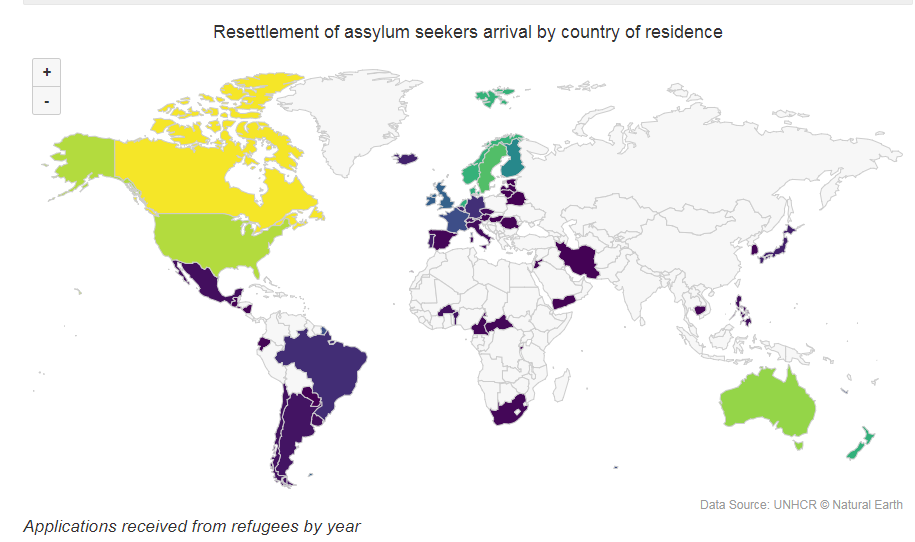 Resettlement of assylum seekers arrival by country of residence
+
-
Data Source: UNHCR © Natural Earth
Applications received from refugees by year